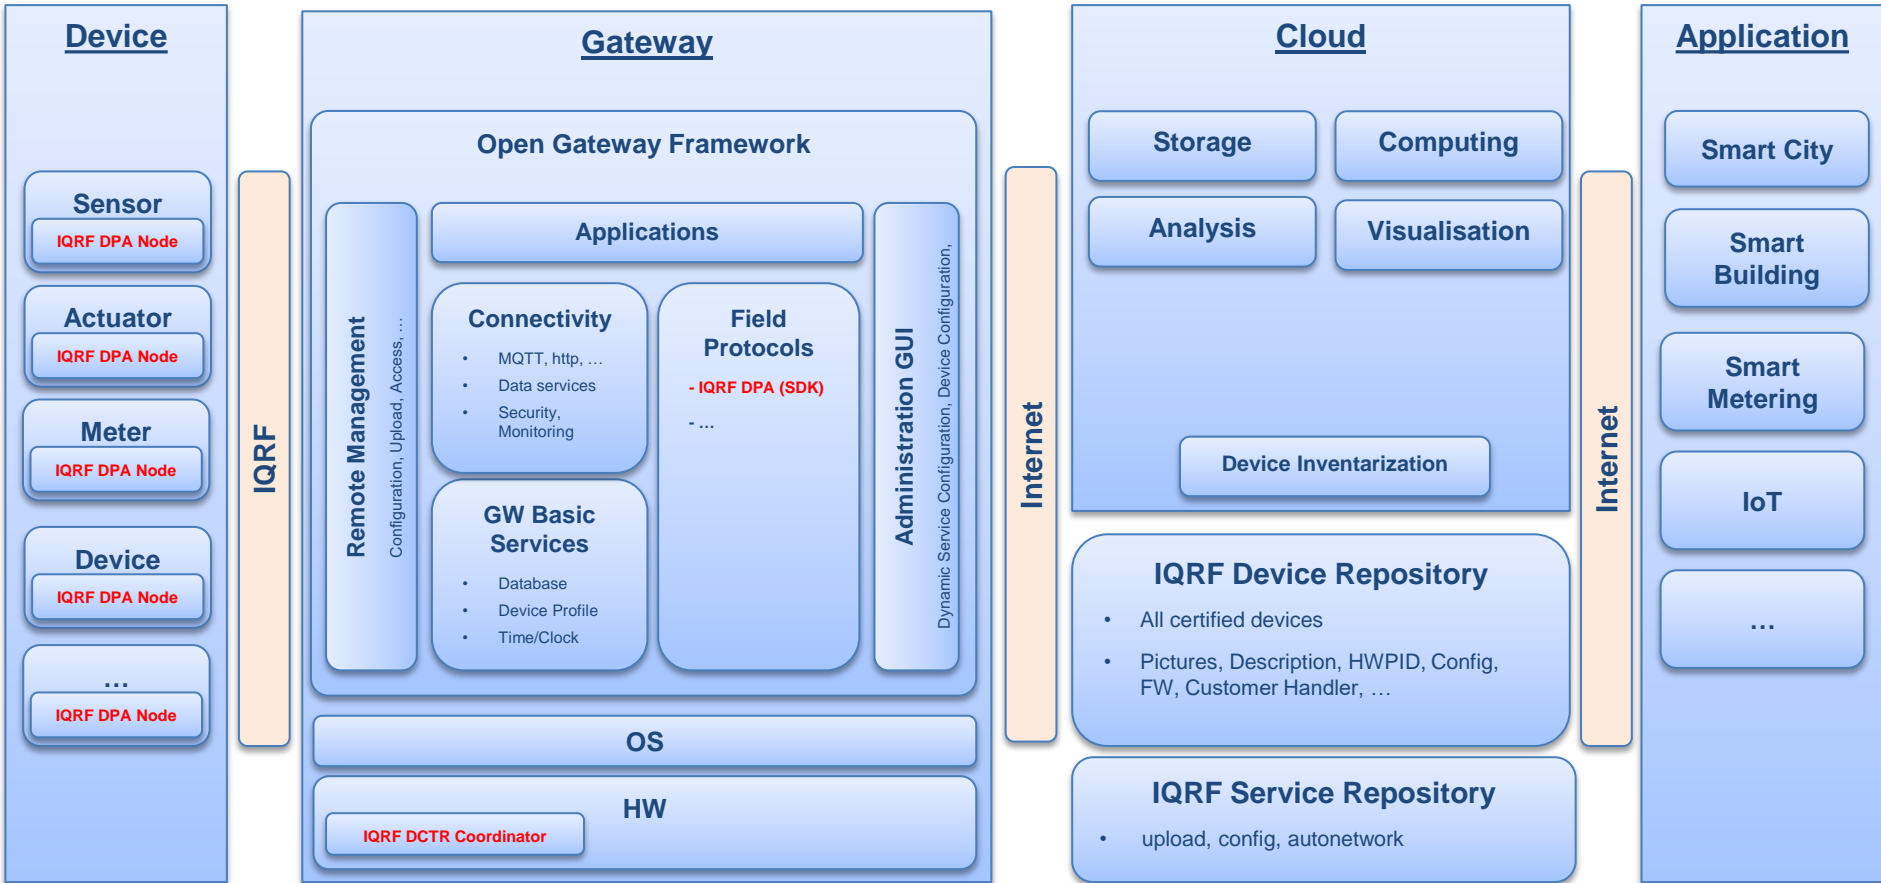 Device
Sensor
IQRF DPA Node
Actuator
IQRF DPA Node
Meter
IQRF DPA Node
Device
IQRF DPA Node
…
IQRF DPA Node
IQRF
Gateway
Open Gateway Framework
Remote Management
Configuration, Upload, Access, …
Applications
Connectivity
• MQTT, http, …
• Data services
• Security,
Monitoring
GW Basic
Services
• Database
• Device Profile
• Time/Clock
Field
Protocols
- IQRF DPA (SDK)
- …
Administration GUI
Dynamic Service Configuration, Device Configuration,
OS
HW
IQRF DCTR Coordinator
Internet
Cloud
Storage
Computing
Analysis
Visualisation
Device Inventarization
IQRF Device Repository
• All certified devices
• Pictures, Description, HWPID, Config,
FW, Customer Handler, …
IQRF Service Repository
• upload, config, autonetwork
Internet
Application
Smart City
Smart
Building
Smart
Metering
IoT
…